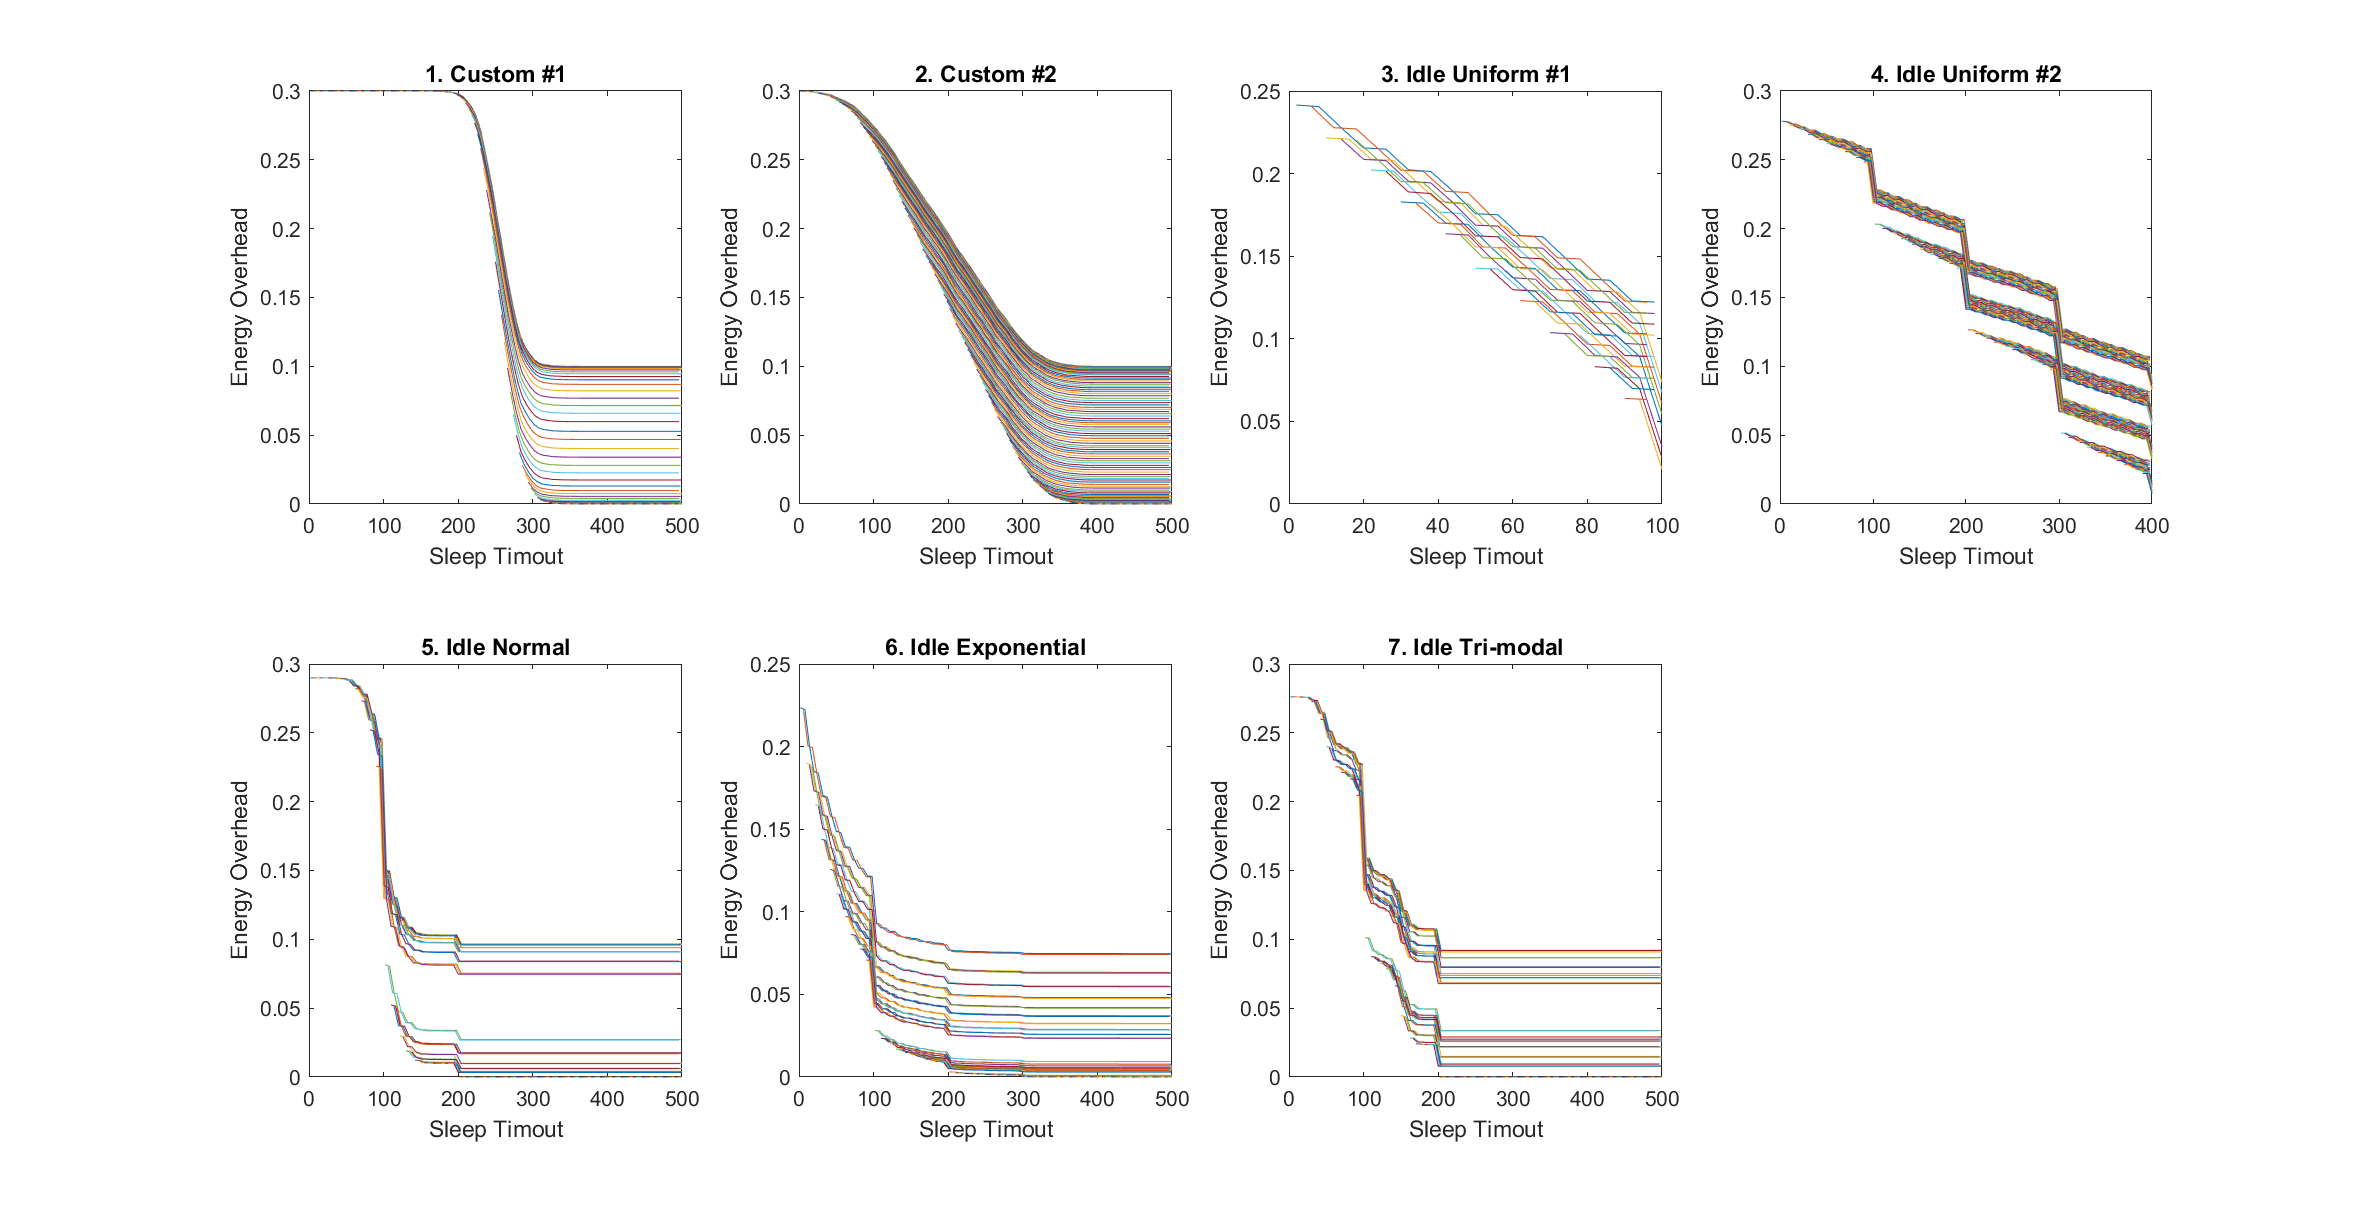 1. Custom #1
0.3
0.25
0.2
0.15
0.1
0.05
0
Energy Overhead
0 100 200 300 400 500
Sleep Timout
2. Custom #2
0.3
0.25
0.2
0.15
0.1
0.05
0
Energy Overhead
0 100 200 300 400 500
Sleep Timout
3. Idle Uniform #1
0.25
0.2
0.15
0.1
0.05
0
Energy Overhead
0 20 40 60 80 100
Sleep Timout
4. Idle Uniform #2
0.3
0.25
0.2
0.15
0.1
0.05
0
Energy Overhead
0 100 200 300 400
Sleep Timout
5. Idle Normal
0.3
0.25
0.2
0.15
0.1
0.05
0
Energy Overhead
0 100 200 300 400 500
Sleep Timout
6. Idle Exponential
0.25
0.2
0.15
0.1
0.05
0
Energy Overhead
0 100 200 300 400 500
Sleep Timout
7. Idle Tri-modal
0.3
0.25
0.2
0.15
0.1
0.05
0
Energy Overhead
0 100 200 300 400 500
Sleep Timout